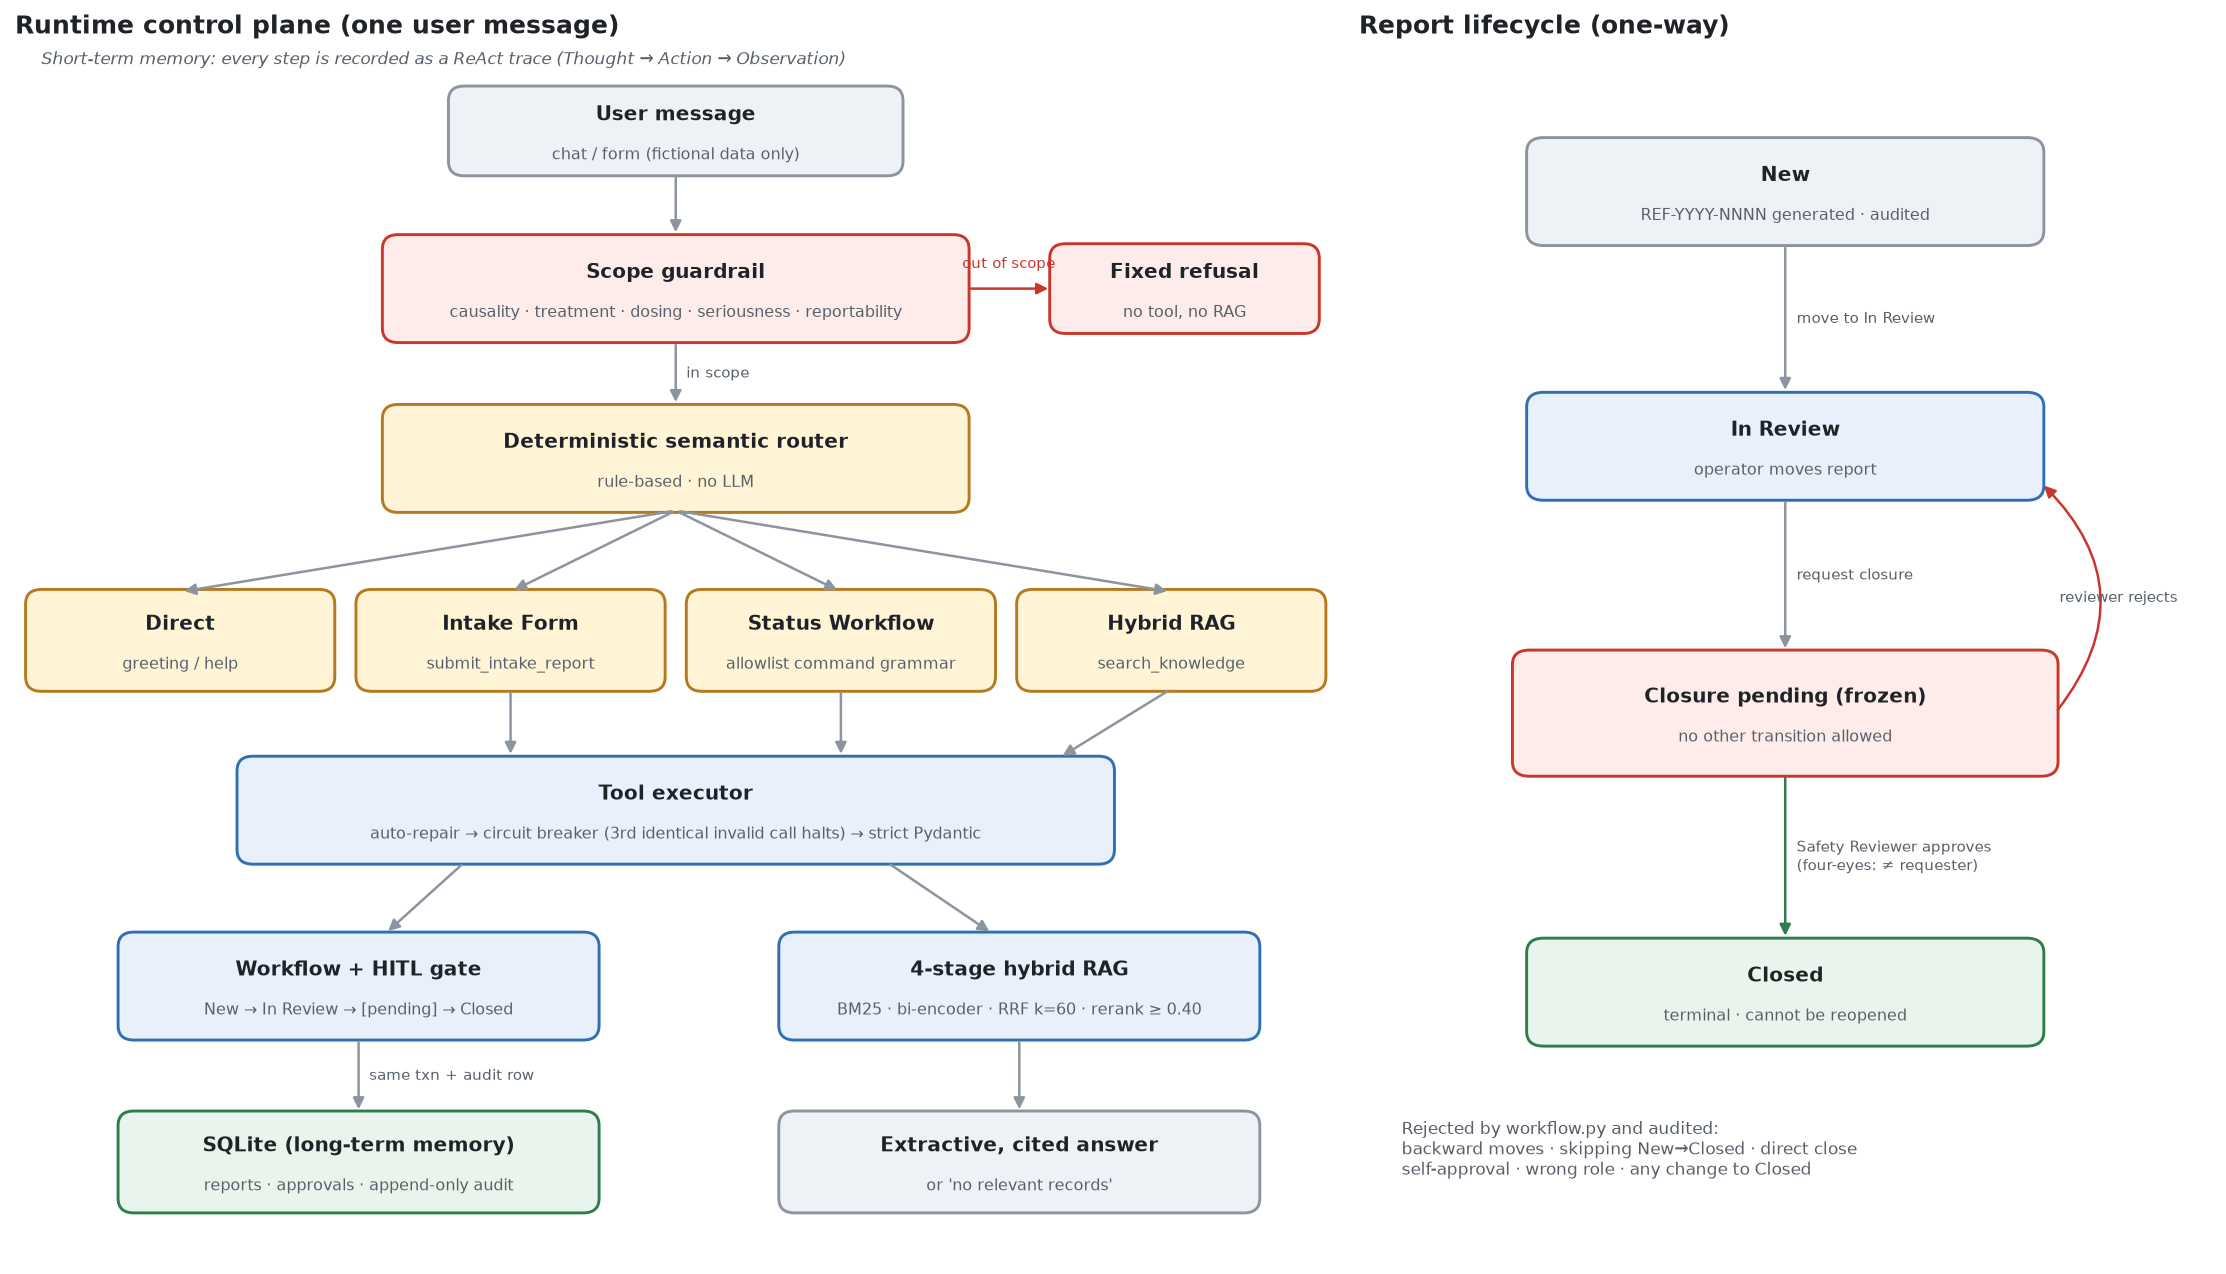 Runtime control plane (one user message)
Short-term memory: every step is recorded as a ReAct trace (Thought → Action → Observation)
User message
chat / form (fictional data only)
Scope guardrail
causality · treatment · dosing · seriousness · reportability
out of scope
Fixed refusal
no tool, no RAG
in scope
Deterministic semantic router
rule-based · no LLM
Direct
greeting / help
Intake Form
submit_intake_report
Status Workflow
allowlist command grammar
Hybrid RAG
search_knowledge
Tool executor
auto-repair → circuit breaker (3rd identical invalid call halts) → strict Pydantic
Workflow + HITL gate
New → In Review → [pending] → Closed
4-stage hybrid RAG
BM25 · bi-encoder · RRF k=60 · rerank ≥ 0.40
same txn + audit row
SQLite (long-term memory)
reports · approvals · append-only audit
Extractive, cited answer
or 'no relevant records'
Report lifecycle (one-way)
New
REF-YYYY-NNNN generated · audited
move to In Review
In Review
operator moves report
request closure
reviewer rejects
Closure pending (frozen)
no other transition allowed
Safety Reviewer approves
(four-eyes: ≠ requester)
Closed
terminal · cannot be reopened
Rejected by workflow.py and audited:
backward moves · skipping New→Closed · direct close
self-approval · wrong role · any change to Closed